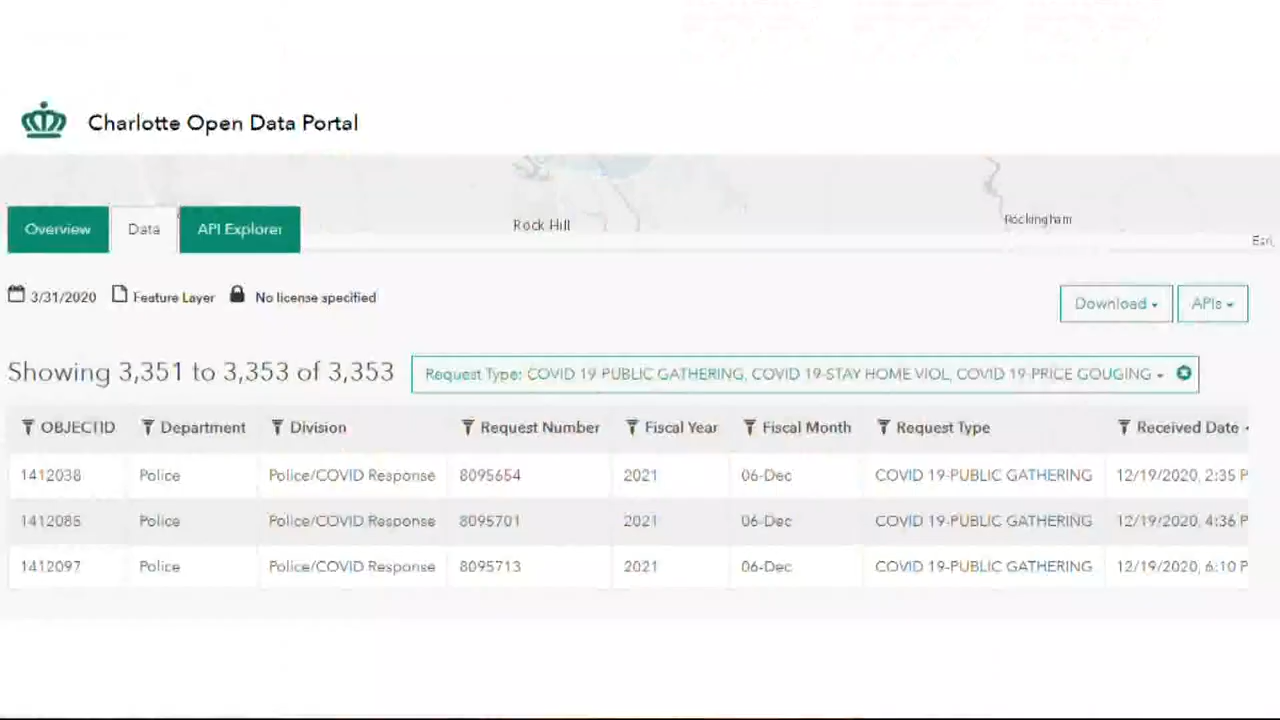 Charlotte Open Data Portal
Rock Hill
Rockingham
Esri,
Overview Data API Explorer
3/31/2020 Feature Layer No license specified
Download APIs
Showing 3,351 to 3,353 of 3,353
Request Type: COVID 19-PUBLIC GATHERING, COVID 19-STAY HOME VIOL, COVID 19-PRICE GOUGING
OBJECTID Department Division Request Number Fiscal Year Fiscal Month Request Type Received Date
1412038 Police Police/COVID Response 8095654 2021 06-Dec COVID 19-PUBLIC GATHERING 12/19/2020, 2:35 P
1412085 Police Police/COVID Response 8095701 2021 06-Dec COVID 19-PUBLIC GATHERING 12/19/2020, 4:36 P
1412097 Police Police/COVID Response 8095713 2021 06-Dec COVID 19-PUBLIC GATHERING 12/19/2020, 6:10 P